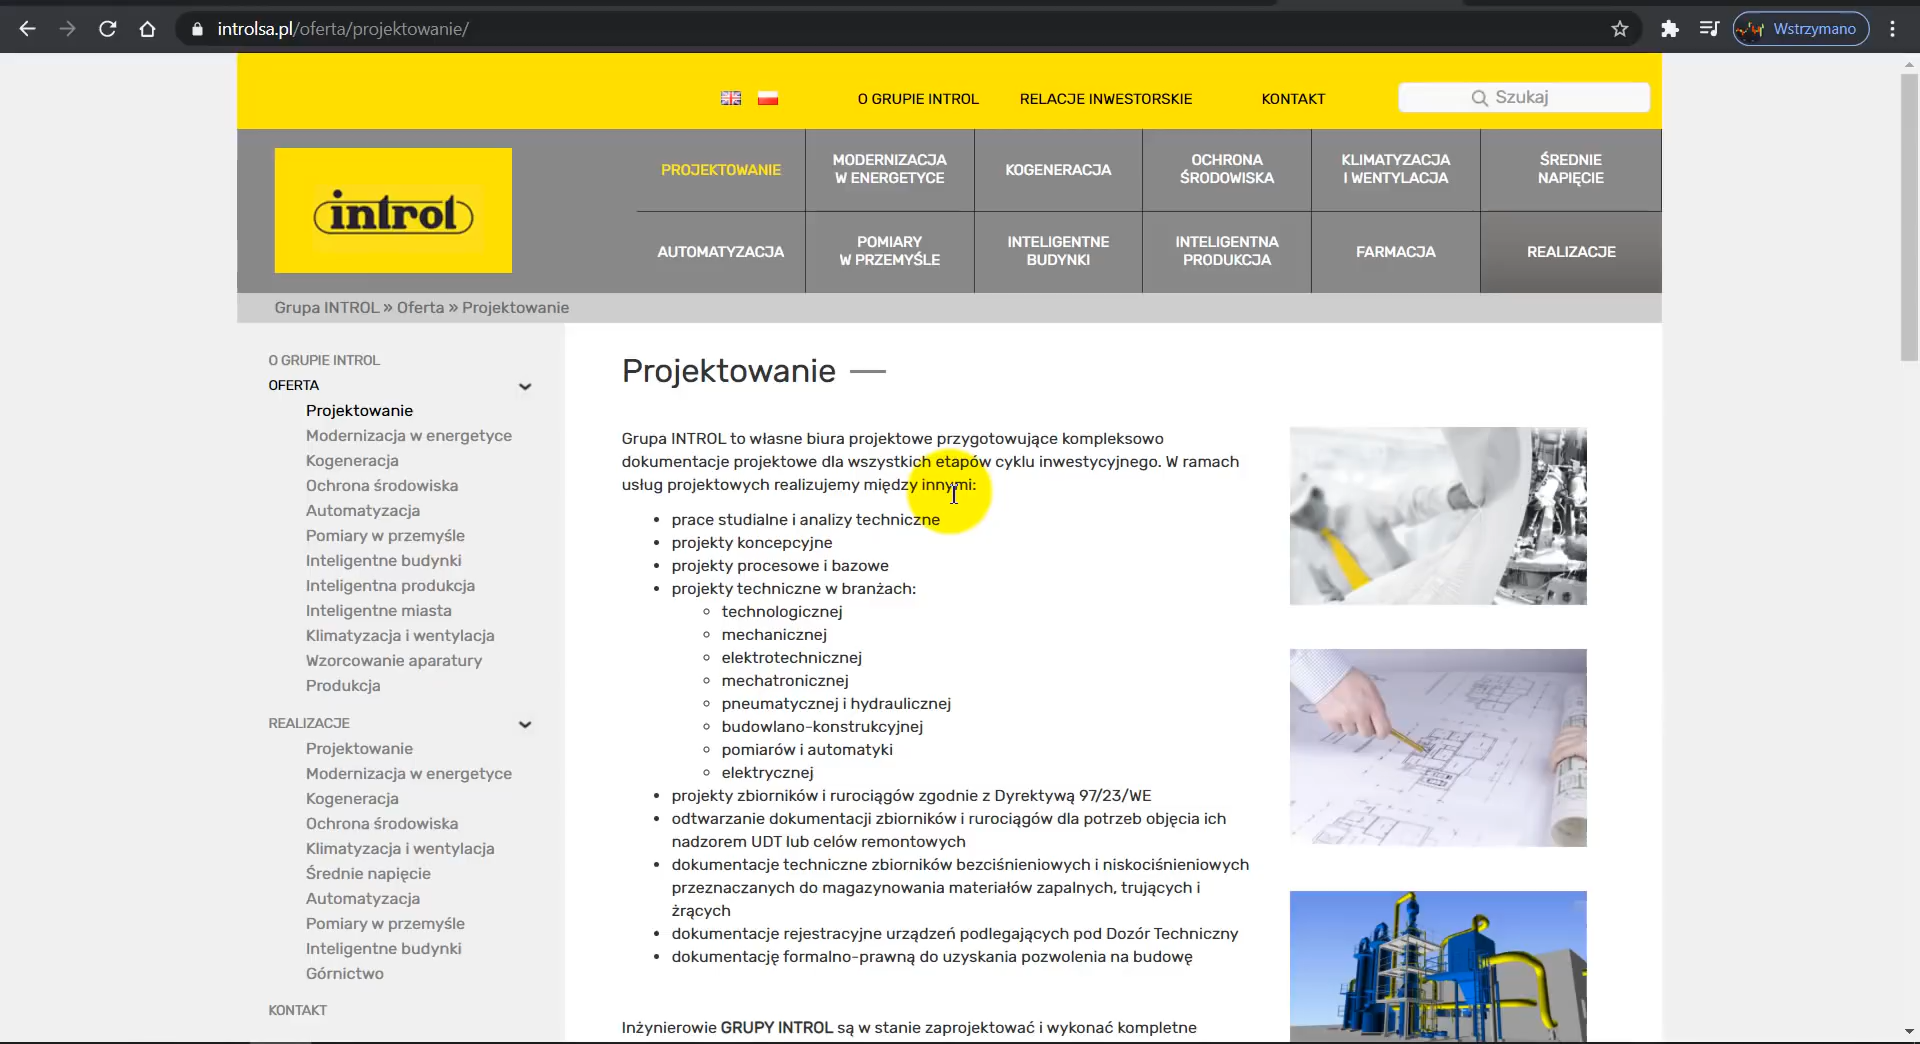 introlsa.pl/oferta/projektowanie/
Wstrzymano
O GRUPIE INTROL
RELACJE INWESTORSKIE
KONTAKT
Szukaj
introl
PROJEKTOWANIE
MODERNIZACJA
W ENERGETYCE
KOGENERACJA
OCHRONA
ŚRODOWISKA
KLIMATYZACJA
I WENTYLACJA
ŚREDNIE
NAPIĘCIE
AUTOMATYZACJA
POMIARY
W PRZEMYŚLE
INTELIGENTNE
BUDYNKI
INTELIGENTNA
PRODUKCJA
FARMACJA
REALIZACJE
Grupa INTROL » Oferta » Projektowanie
O GRUPIE INTROL
OFERTA
Projektowanie
Modernizacja w energetyce
Kogeneracja
Ochrona środowiska
Automatyzacja
Pomiary w przemyśle
Inteligentne budynki
Inteligentna produkcja
Inteligentne miasta
Klimatyzacja i wentylacja
Wzorcowanie aparatury
Produkcja
REALIZACJE
Projektowanie
Modernizacja w energetyce
Kogeneracja
Ochrona środowiska
Klimatyzacja i wentylacja
Średnie napięcie
Automatyzacja
Pomiary w przemyśle
Inteligentne budynki
Górnictwo
KONTAKT
Projektowanie
Grupa INTROL to własne biura projektowe przygotowujące kompleksowo
dokumentacje projektowe dla wszystkich etapów cyklu inwestycyjnego. W ramach
usług projektowych realizujemy między innymi:
• prace studialne i analizy techniczne
• projekty koncepcyjne
• projekty procesowe i bazowe
• projekty techniczne w branżach:
◦ technologicznej
◦ mechanicznej
◦ elektrotechnicznej
◦ mechatronicznej
◦ pneumatycznej i hydraulicznej
◦ budowlano-konstrukcyjnej
◦ pomiarów i automatyki
◦ elektrycznej
• projekty zbiorników i rurociągów zgodnie z Dyrektywą 97/23/WE
• odtwarzanie dokumentacji zbiorników i rurociągów dla potrzeb objęcia ich
nadzorem UDT lub celów remontowych
• dokumentacje techniczne zbiorników bezciśnieniowych i niskociśnieniowych
przeznaczanych do magazynowania materiałów zapalnych, trujących i
żrących
• dokumentacje rejestracyjne urządzeń podlegających pod Dozór Techniczny
• dokumentację formalno-prawną do uzyskania pozwolenia na budowę
Inżynierowie GRUPY INTROL są w stanie zaprojektować i wykonać kompletne